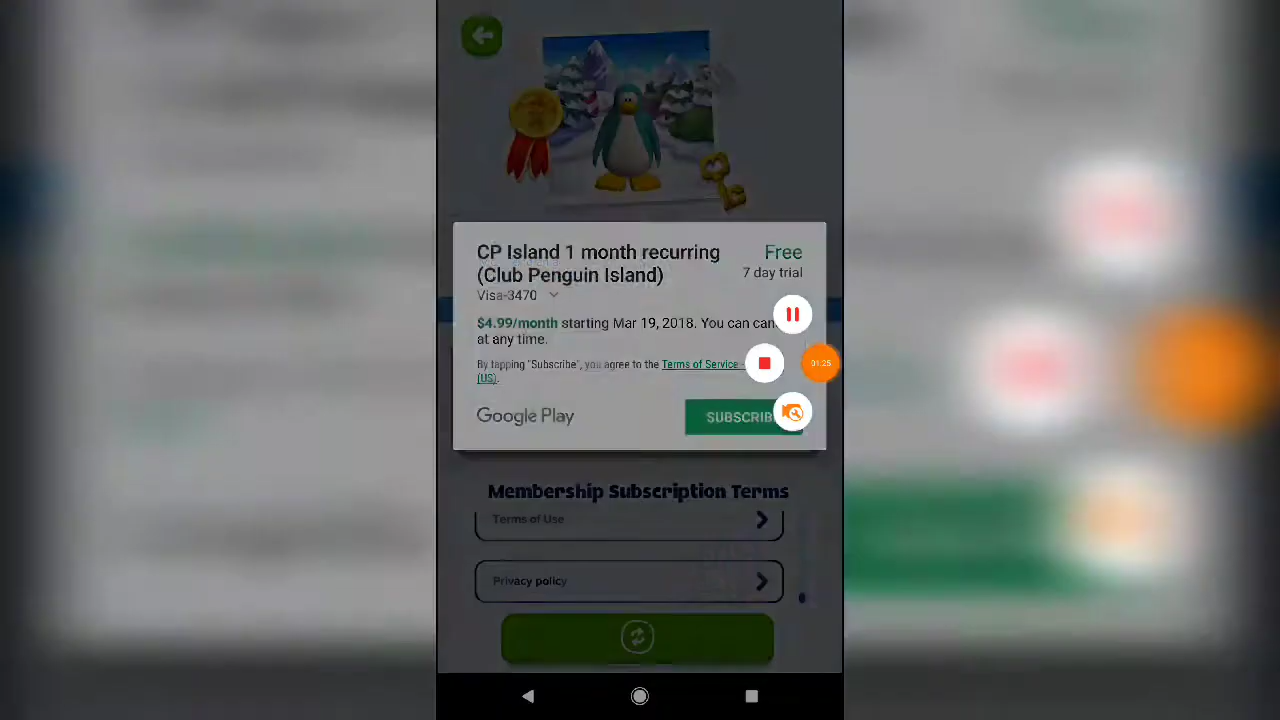 CP Island 1 month recurring
(Club Penguin Island)
Free
7 day trial
Visa-3470
$4.99/month starting Mar 19, 2018. You can can
at any time.
By tapping "Subscribe", you agree to the Terms of Service
(US).
01:25
Google Play
SUBSCRIB
Membership Subscription Terms
Terms of Use
Privacy policy